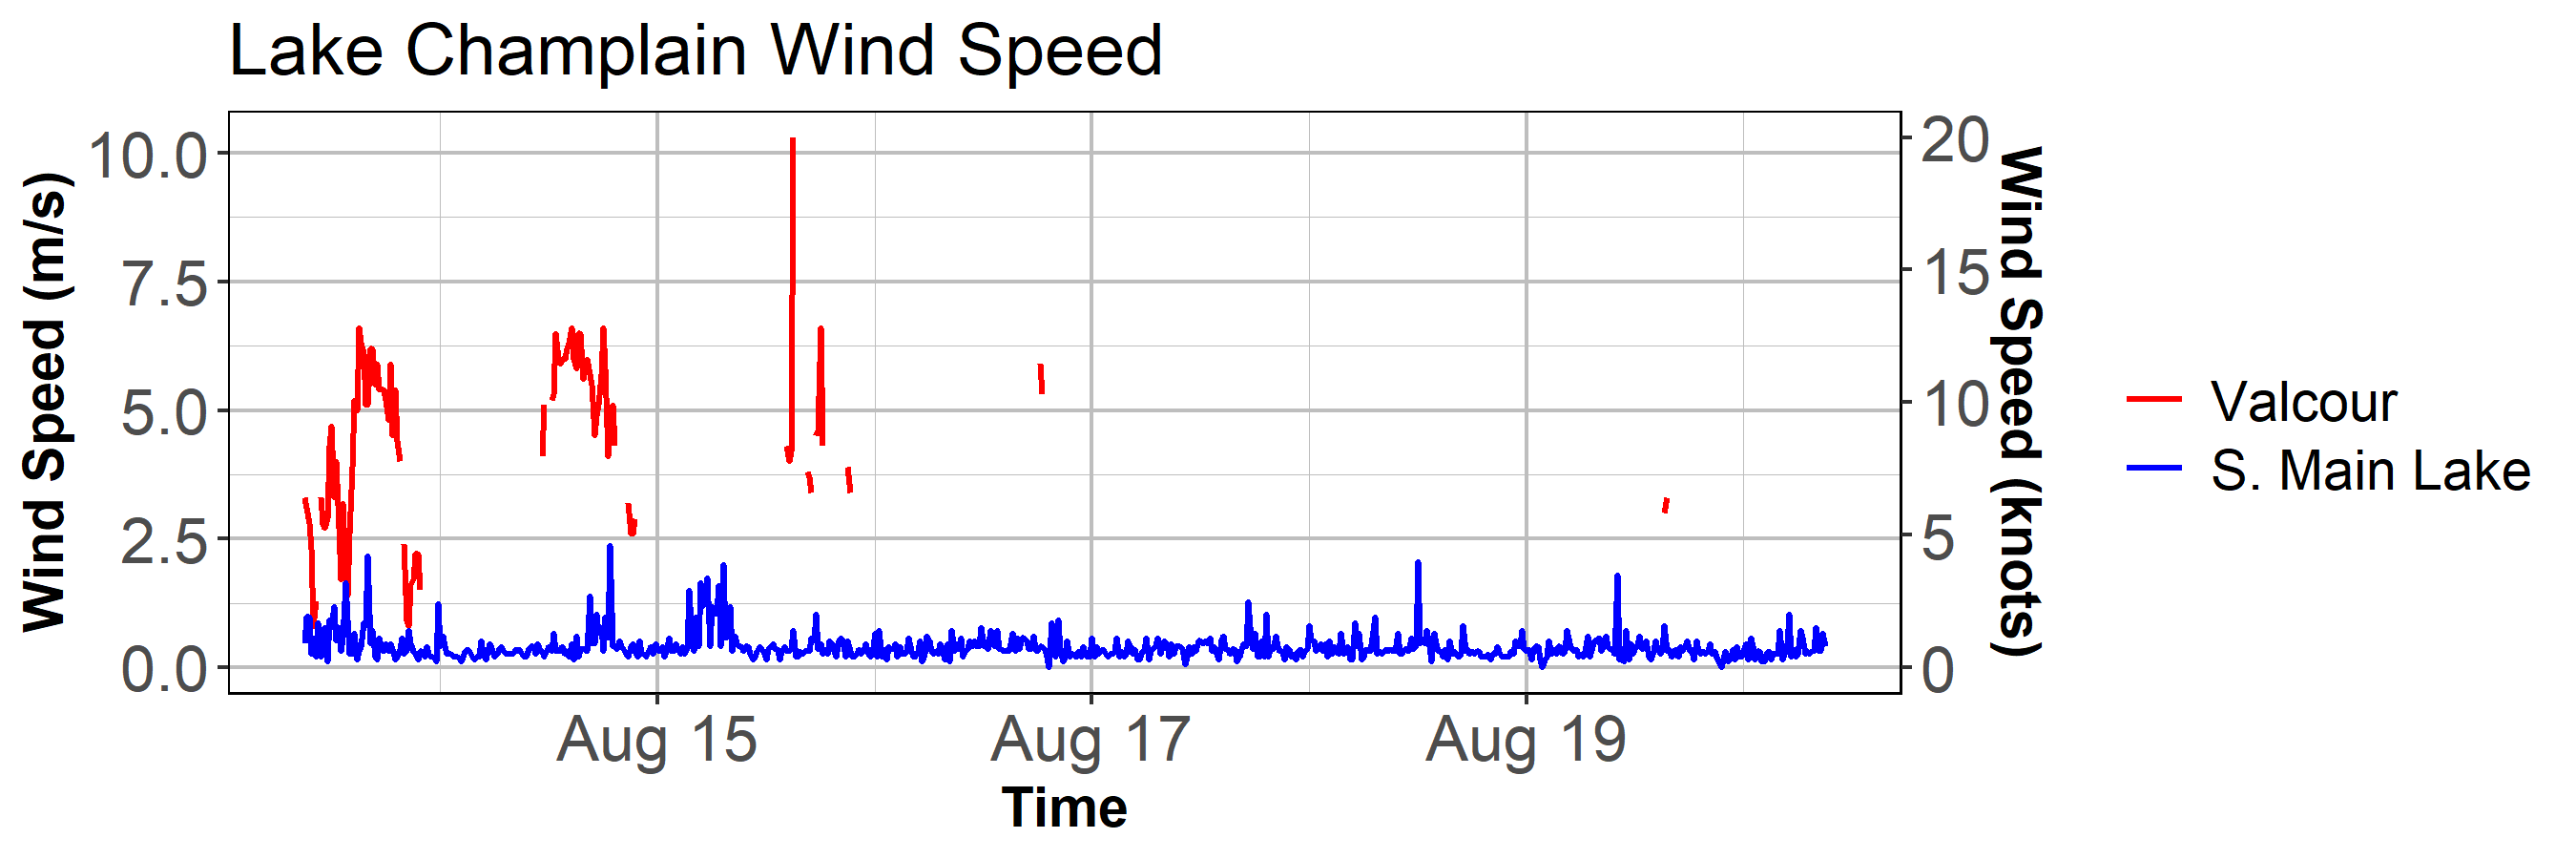 Lake Champlain Wind Speed
Wind Speed (m/s)
10.0
7.5
5.0
2.5
0.0
20
15
10
5
0
Wind Speed (knots)
Aug 15
Aug 17
Aug 19
Time
Valcour
S. Main Lake